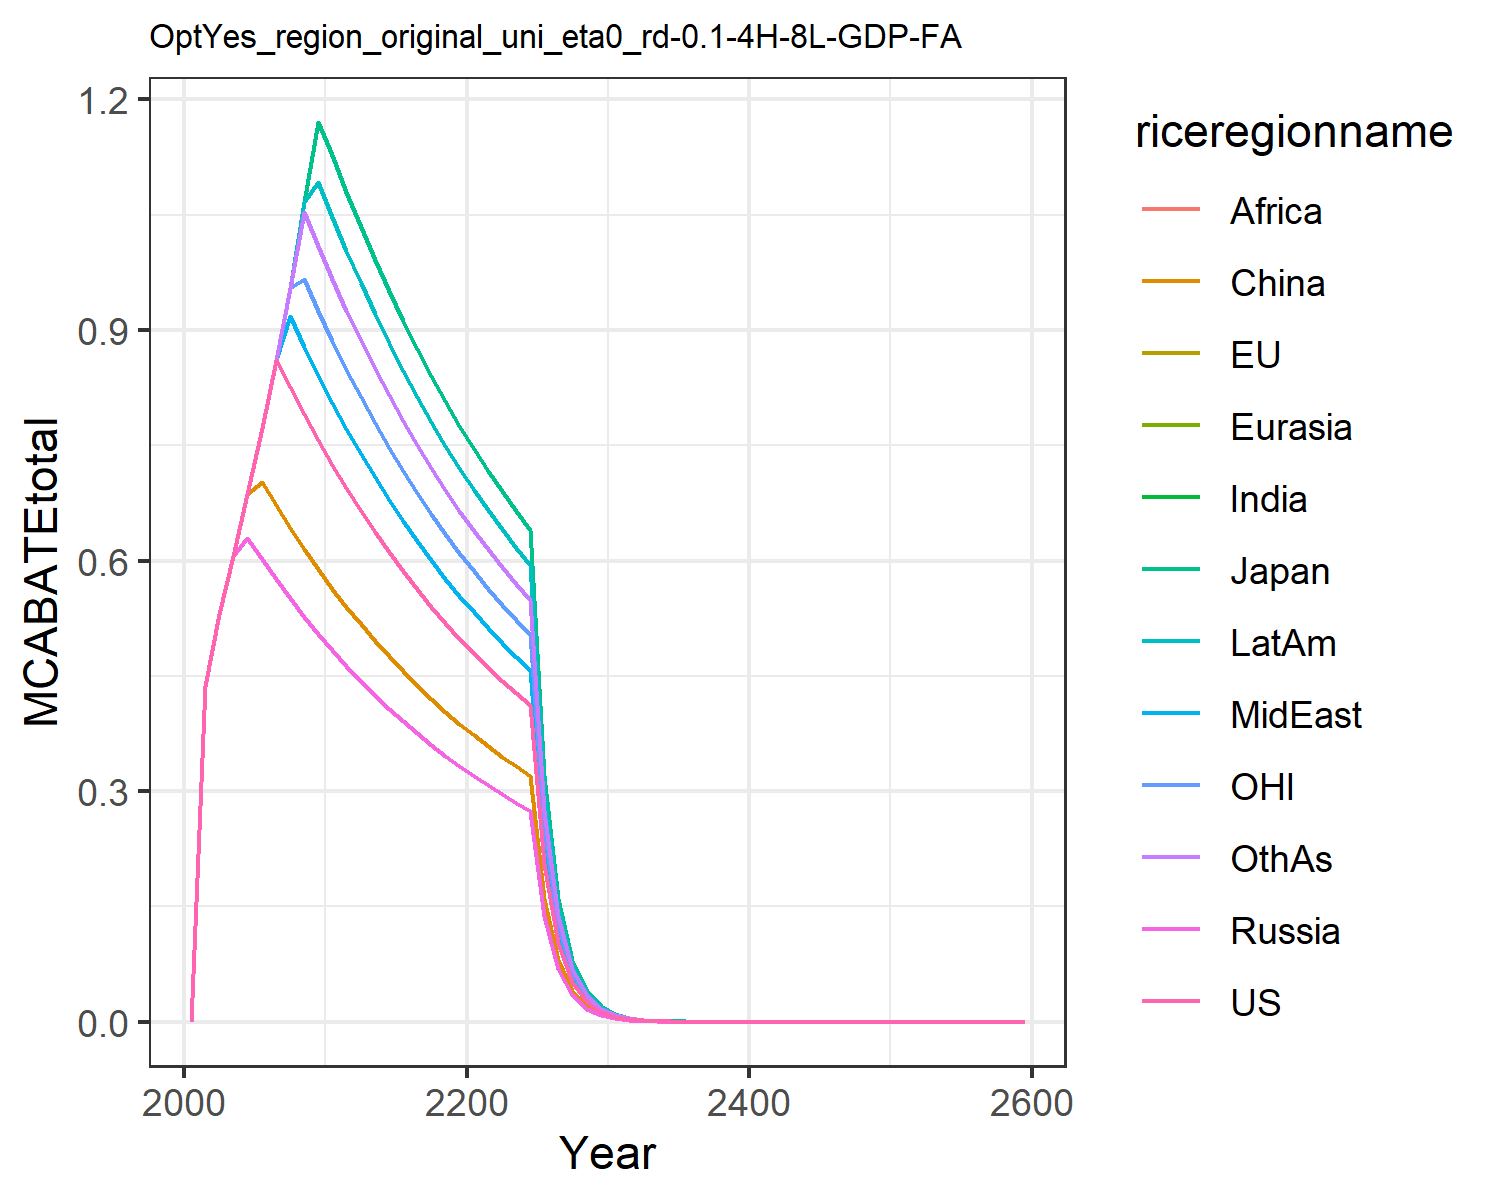 OptYes_region_original_uni_eta0_rd-0.1-4H-8L-GDP-FA
1.2
0.9
0.6
0.3
0.0
MCABATEtotal
2000
2200
2400
2600
Year
riceregionname
Africa
China
EU
Eurasia
India
Japan
LatAm
MidEast
OHI
OthAs
Russia
US